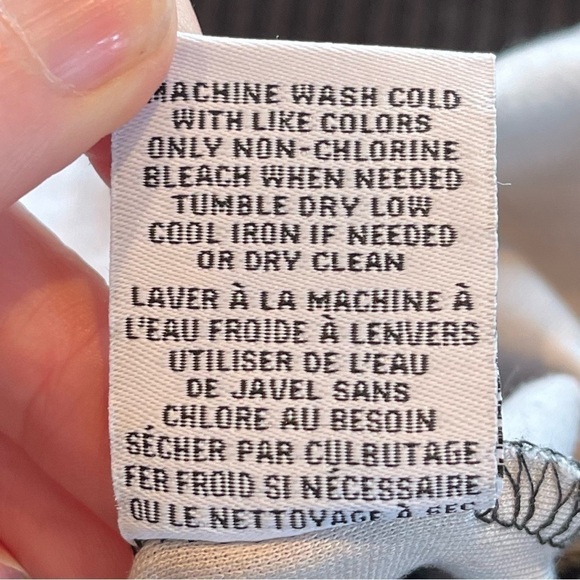 MACHINE WASH COLD
WITH LIKE COLORS
ONLY NON-CHLORINE
BLEACH WHEN NEEDED
TUMBLE DRY LOW
COOL IRON IF NEEDED
OR DRY CLEAN
LAVER À LA MACHINE À
L'EAU FROIDE À LENVERS
UTILISER DE L'EAU
DE JAVEL SANS
CHLORE AU BESOIN
SÉCHER PAR CULBUTAGE
FER FROID SI NÉCESSAIRE
OU LE NETTOYAGE À SEC